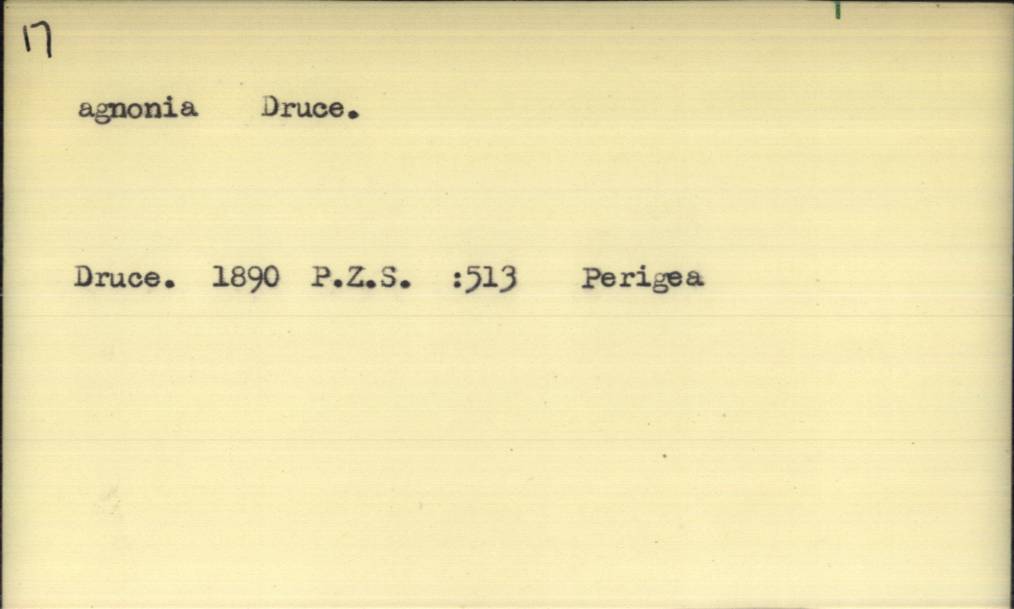 17
agnonia Druce.
Druce. 1890 P.Z.S. :513 Perigea